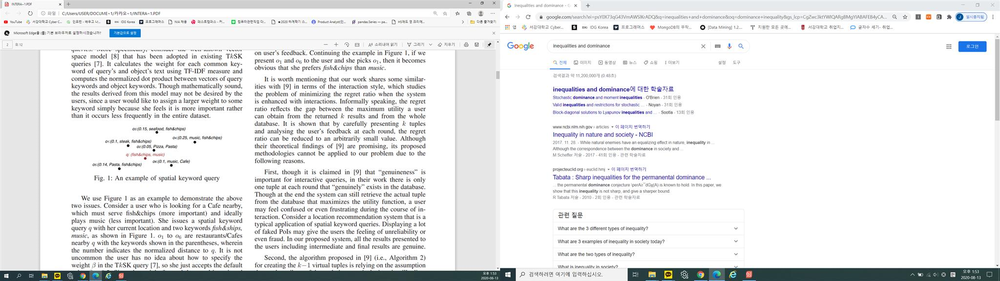 INTERA~1.PDF
파일 | C:/Users/USER/DOCUME~1/카카오~1/INTERA~1.PDF
YouTube
서강대학교 Cyber C...
인프런 - 배우고 나...
IDG Korea
프로그래머스
NIA 채용
패스트캠퍼스 - 커...
컴퓨터관련직업 다...
★2020 하계학기 스...
Product Analyst(인...
pandas.Series — pa...
HS애드 영 크리에...
다른 즐겨찾기
Microsoft Edge을 (를) 기본 브라우저로 설정하시겠습니까?
기본값으로 설정
2
외 12
소리내어 읽기
그리기
지우기
queries. More specifically, consider the well-known vector
space model [8] that has been adopted in existing TkSK
queries [7]. It calculates the weight for each common key-
word of query's and object's text using TF-IDF measure and
computes the normalized dot product between vectors of query
keywords and object keywords. Though mathematically sound,
the results derived from this model may not be desired by the
users, since a user would like to assign a larger weight to some
keyword simply because she feels it is more important rather
than it occurs less frequently in the entire dataset.
o3:(0.15, seafood, fish&chips)
o4:(0.25, music, fish&chips)
o1:(0.1, steak, fish&chips)
o2:(0.05, Pizza, Pasta)
q: (fish&chips, music)
o6:(0.1, music, Cafe)
o5:(0.14, Pasta, fish&chips)
Fig. 1: An example of spatial keyword query
We use Figure 1 as an example to demonstrate the above
two issues. Consider a user who is looking for a Cafe nearby,
which must serve fish&chips (more important) and ideally
plays music (less important). She issues a spatial keyword
query q with her current location and two keywords fish&ships,
music, as shown in Figure 1. o1 to o6 are restaurants/Cafes
nearby q with the keywords shown in the parentheses, wherein
the number indicates the normalized distance to q. It is not
uncommon the user has no idea about how to specify the
weight β in the TkSK query [7], so she just accepts the default
on user's feedback. Continuing the example in Figure 1, if we
present o1 and o6 to the user and she picks o1, then it becomes
obvious that she prefers fish&chips than music.
It is worth mentioning that our work shares some similar-
ities with [9] in terms of the interaction style, which studies
the problem of minimizing the regret ratio when the system
is enhanced with interactions. Informally speaking, the regret
ratio reflects the gap between the maximum utility a user
can obtain from the returned k results and from the whole
database. It is shown that by carefully presenting k tuples
and analysing the user's feedback at each round, the regret
ratio can be reduced to an arbitrarily small value. Although
their theoretical findings of [9] are promising, its proposed
methodologies cannot be applied to our problem due to the
following reasons.
First, though it is claimed in [9] that "genuineness" is
important for interactive queries, in their work there is only
one tuple at each round that "genuinely" exists in the database.
Though at the end the system can still retrieve the actual tuple
from the database that maximizes the utility function, a user
may feel confused or even frustrating during the course of in-
teraction. Consider a location recommendation system that is a
typical application of spatial keyword queries. Displaying a lot
of faked PoIs may give the users the feeling of unreliability or
even fraud. In our proposed system, all the results presented to
the users including intermediate and final results are genuine.
Second, the algorithm proposed in [9] (i.e., Algorithm 2)
for creating the k−1 virtual tuples is relying on the assumption
오후 1:53
2020-08-13
inequalities and dominance - G
google.com/search?ei=psY0X73qG43VmAWSlKrADQ&q=inequalities+and+dominance&oq=dominance+inequality&gs_lcp=CgZwc3ktYWIQARgBMgYIABAFEB4yCA...
일시중지됨
앱
서강대학교 Cyber...
IDG Korea
프로그래머스
MongoDB의 무작...
[Data Mining] 1.2....
지원한 모든 곳에...
서강대학교 취업지...
글자수 세기- 취업...
Google
inequalities and dominance
로그인
전체
이미지
동영상
뉴스
쇼핑
더보기
설정
도구
검색결과 약 11,200,000개 (0.48초)
inequalities and dominance에 대한 학술자료
Stochastic dominance and moment inequalities - O'Brien - 31회 인용
Valid inequalities and restrictions for stochastic ... - Noyan - 31회 인용
Block-diagonal solutions to Lyapunov inequalities and ... - Sootla - 13회 인용
www.ncbi.nlm.nih.gov › articles ▾ 이 페이지 번역하기
Inequality in nature and society - NCBI
2017. 11. 28. - While natural enemies have an equalizing effect in nature, inequality in ...
Although the correspondence between the dominance in society and ...
M Scheffer 저술 - 2017 - 41회 인용 - 관련 학술자료
projecteuclid.org › euclid.hmj ▾ 이 페이지 번역하기
Tabata : Sharp inequalities for the permanental dominance ...
... the permanental dominance conjecture \perA≥¯dGχ(A) is known to hold. In this paper, we
show that this inequality is not sharp, and give a sharper bound.
R Tabata 저술 - 2010 - 2회 인용 - 관련 학술자료
관련 질문
What are the 3 different types of inequality?
What are 3 examples of inequality in society today?
What are the two types of inequality?
What is inequality in society?
검색하려면 여기에 입력하십시오.
한
오후 1:53
2020-08-13